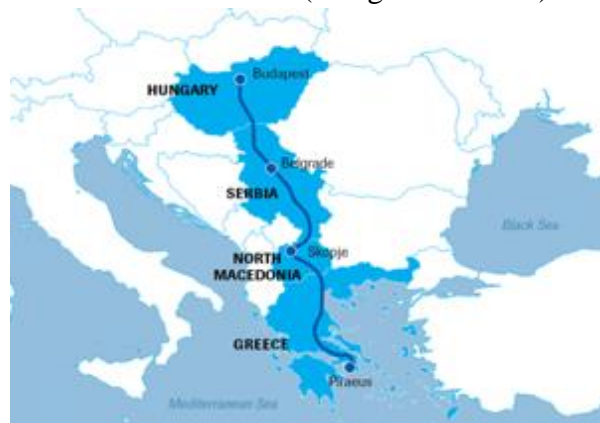 Budapest
HUNGARY
Belgrade
SERBIA
Black Sea
Skopje
NORTH
MACEDONIA
GREECE
Piraeus
Mediterranean Sea